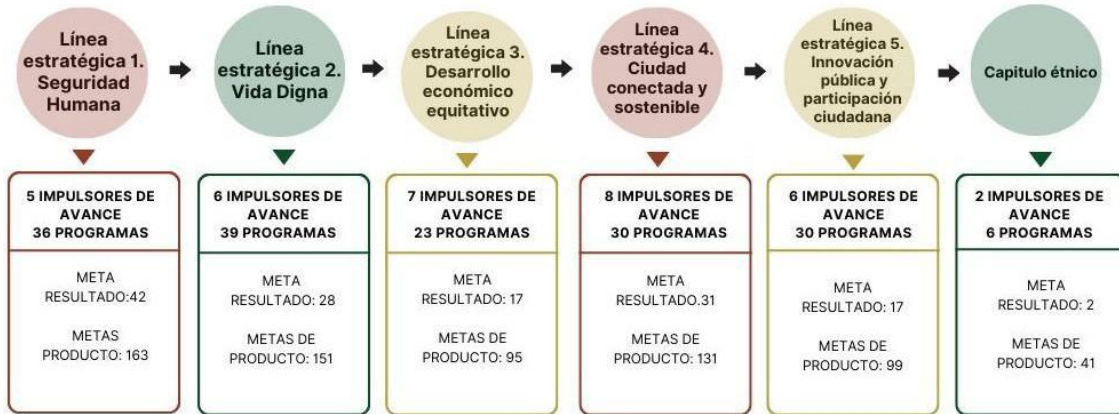 Línea
estratégica 1.
Seguridad
Humana
Línea
estratégica 2.
Vida Digna
Línea
estratégica 3.
Desarrollo
económico
equitativo
Línea
estratégica 4.
Ciudad
conectada y
sostenible
Línea
estratégica 5.
Innovación
pública y
participación
ciudadana
Capitulo étnico
5 IMPULSORES DE
AVANCE
36 PROGRAMAS
META
RESULTADO:42
METAS
PRODUCTO: 163
6 IMPULSORES DE
AVANCE
39 PROGRAMAS
META
RESULTADO: 28
METAS DE
PRODUCTO: 151
7 IMPULSORES DE
AVANCE
23 PROGRAMAS
META
RESULTADO: 17
METAS DE
PRODUCTO: 95
8 IMPULSORES DE
AVANCE
30 PROGRAMAS
META
RESULTADO.31
METAS DE
PRODUCTO: 131
6 IMPULSORES DE
AVANCE
30 PROGRAMAS
META
RESULTADO: 17
METAS DE
PRODUCTO: 99
2 IMPULSORES DE
AVANCE
6 PROGRAMAS
META
RESULTADO: 2
METAS DE
PRODUCTO: 41